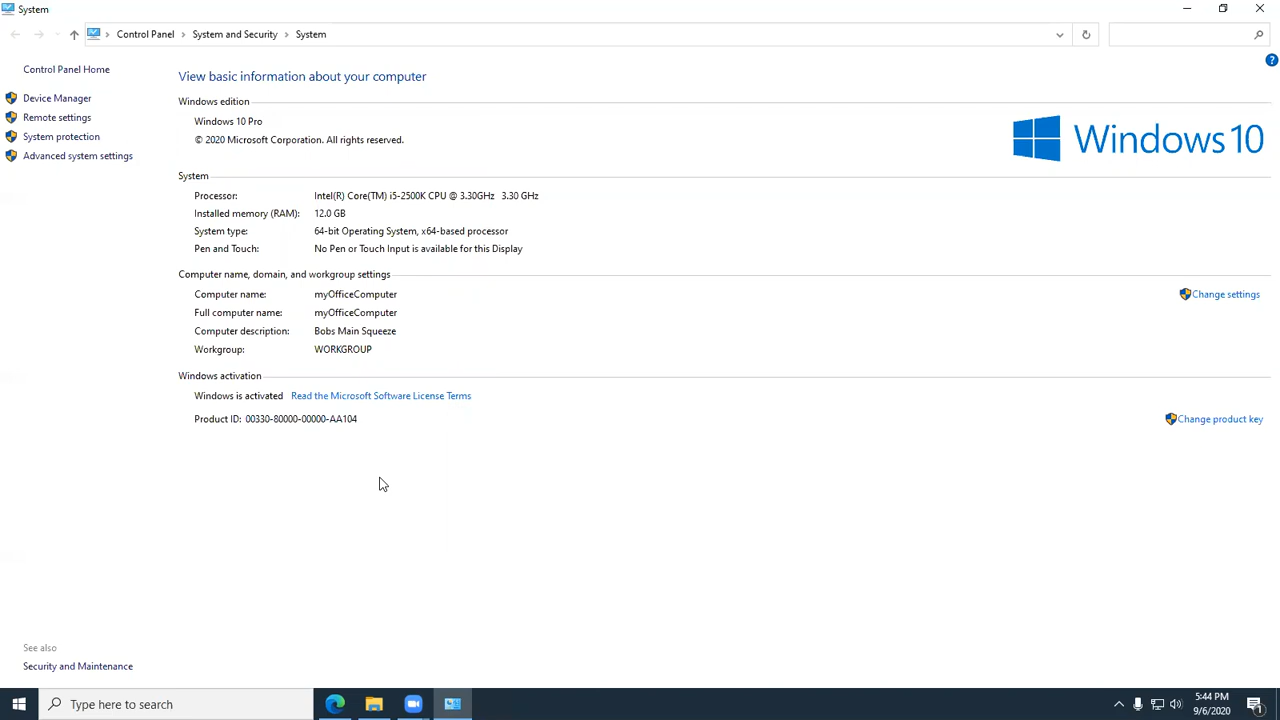 System
Control Panel > System and Security > System
Control Panel Home
Device Manager
Remote settings
System protection
Advanced system settings
View basic information about your computer
Windows edition
Windows 10 Pro
© 2020 Microsoft Corporation. All rights reserved.
Windows 10
System
Processor: Intel(R) Core(TM) i5-2500K CPU @ 3.30GHz 3.30 GHz
Installed memory (RAM): 12.0 GB
System type: 64-bit Operating System, x64-based processor
Pen and Touch: No Pen or Touch Input is available for this Display
Computer name, domain, and workgroup settings
Computer name: myOfficeComputer Change settings
Full computer name: myOfficeComputer
Computer description: Bobs Main Squeeze
Workgroup: WORKGROUP
Windows activation
Windows is activated Read the Microsoft Software License Terms
Product ID: 00330-80000-00000-AA104 Change product key
See also
Security and Maintenance
Type here to search
5:44 PM
9/6/2020
1
?